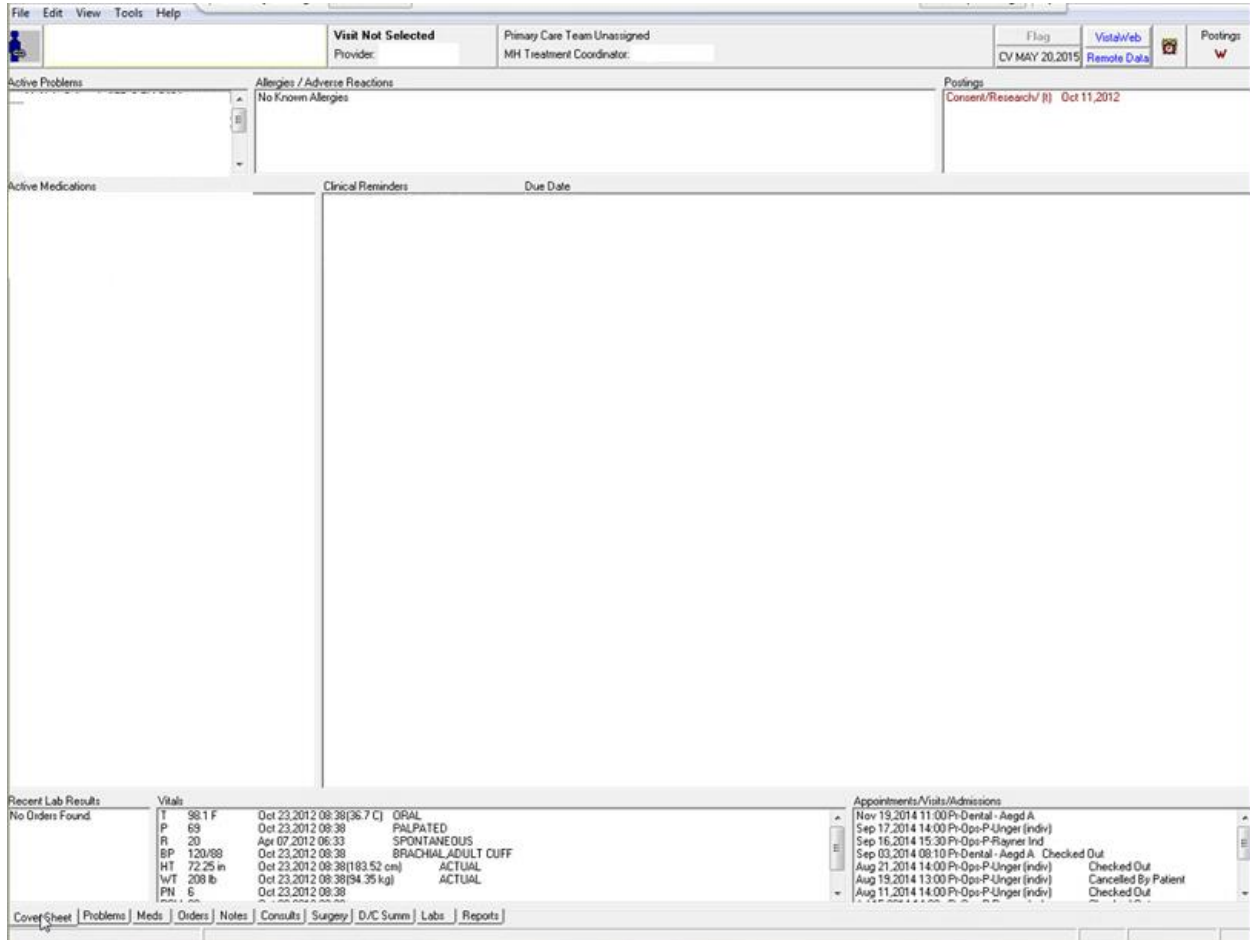 File Edit View Tools Help
Visit Not Selected
Provider:
Primary Care Team Unassigned
MH Treatment Coordinator:
Flag
CV MAY 20,2015
VistaWeb
Remote Data
Postings
W
Active Problems
Allergies / Adverse Reactions
No Known Allergies
Postings
Consent/Research/ (t) Oct 11,2012
Active Medications
Clinical Reminders Due Date
Recent Lab Results
No Orders Found.
Vitals
T 98.1 F Oct 23,2012 08:38(36.7 C) ORAL
P 69 Oct 23,2012 08:38 PALPATED
R 20 Apr 07,2012 06:33 SPONTANEOUS
BP 120/88 Oct 23,2012 08:38 BRACHIAL,ADULT CUFF
HT 72.25 in Oct 23,2012 08:38(183.52 cm) ACTUAL
WT 208 lb Oct 23,2012 08:38(94.35 kg) ACTUAL
PN 6 Oct 23,2012 08:38
Appointments/Visits/Admissions
Nov 19,2014 11:00 Pr-Dental - Aegd A
Sep 17,2014 14:00 Pr-Ops-P-Unger (indiv)
Sep 16,2014 15:30 Pr-Ops-P-Rayner Ind
Sep 03,2014 08:10 Pr-Dental - Aegd A Checked Out
Aug 21,2014 14:00 Pr-Ops-P-Unger (indiv) Checked Out
Aug 19,2014 13:00 Pr-Ops-P-Unger (indiv) Cancelled By Patient
Aug 11,2014 14:00 Pr-Ops-P-Unger (indiv) Checked Out
Cover Sheet Problems Meds Orders Notes Consults Surgery D/C Summ Labs Reports